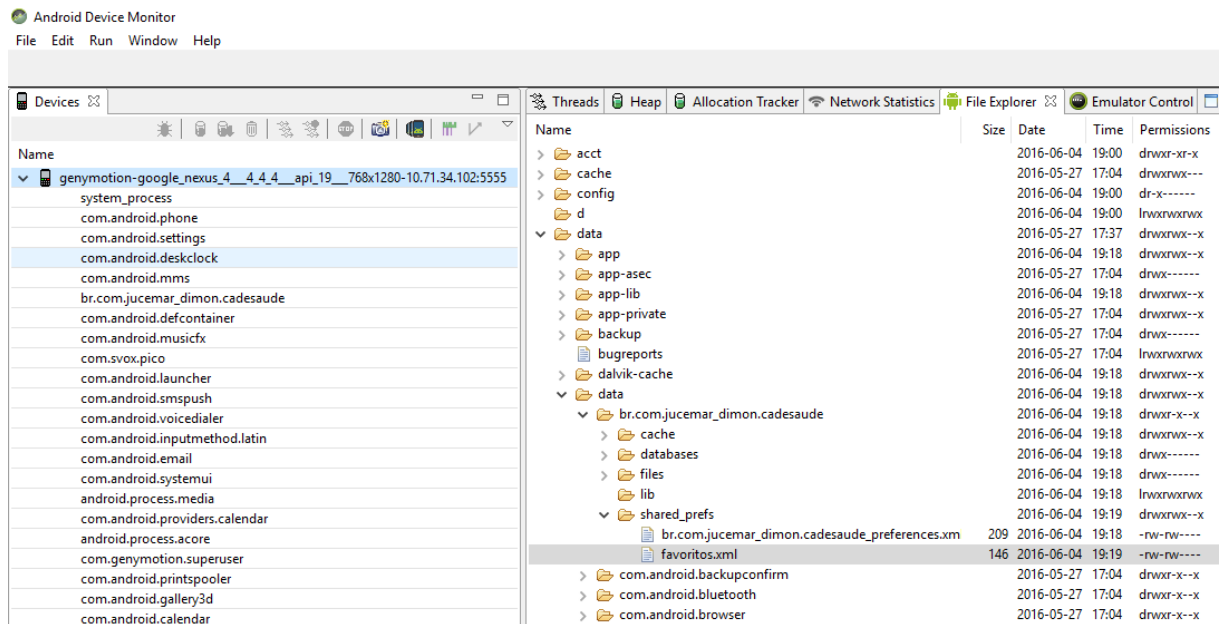 Android Device Monitor
File Edit Run Window Help
Devices
Name
genymotion-google_nexus_4__4_4_4__api_19__768x1280-10.71.34.102:5555
system_process
com.android.phone
com.android.settings
com.android.deskclock
com.android.mms
br.com.jucemar_dimon.cadesaude
com.android.defcontainer
com.android.musicfx
com.svox.pico
com.android.launcher
com.android.smspush
com.android.voicedialer
com.android.inputmethod.latin
com.android.email
com.android.systemui
android.process.media
com.android.providers.calendar
android.process.acore
com.genymotion.superuser
com.android.printspooler
com.android.gallery3d
com.android.calendar
Threads Heap Allocation Tracker Network Statistics File Explorer Emulator Control
Name Size Date Time Permissions
acct 2016-06-04 19:00 drwxr-xr-x
cache 2016-05-27 17:04 drwxrwx---
config 2016-06-04 19:00 dr-x------
d 2016-06-04 19:00 lrwxrwxrwx
data 2016-05-27 17:37 drwxrwx--x
app 2016-06-04 19:18 drwxrwx--x
app-asec 2016-05-27 17:04 drwx------
app-lib 2016-06-04 19:18 drwxrwx--x
app-private 2016-05-27 17:04 drwxrwx--x
backup 2016-05-27 17:04 drwx------
bugreports 2016-05-27 17:04 lrwxrwxrwx
dalvik-cache 2016-06-04 19:18 drwxrwx--x
data 2016-06-04 19:18 drwxrwx--x
br.com.jucemar_dimon.cadesaude 2016-06-04 19:18 drwxr-x--x
cache 2016-06-04 19:18 drwxrwx--x
databases 2016-06-04 19:18 drwx------
files 2016-06-04 19:18 drwx------
lib 2016-06-04 19:18 lrwxrwxrwx
shared_prefs 2016-06-04 19:19 drwxrwx--x
br.com.jucemar_dimon.cadesaude_preferences.xm 209 2016-06-04 19:18 -rw-rw----
favoritos.xml 146 2016-06-04 19:19 -rw-rw----
com.android.backupconfirm 2016-05-27 17:04 drwxr-x--x
com.android.bluetooth 2016-05-27 17:04 drwxr-x--x
com.android.browser 2016-05-27 17:04 drwxr-x--x